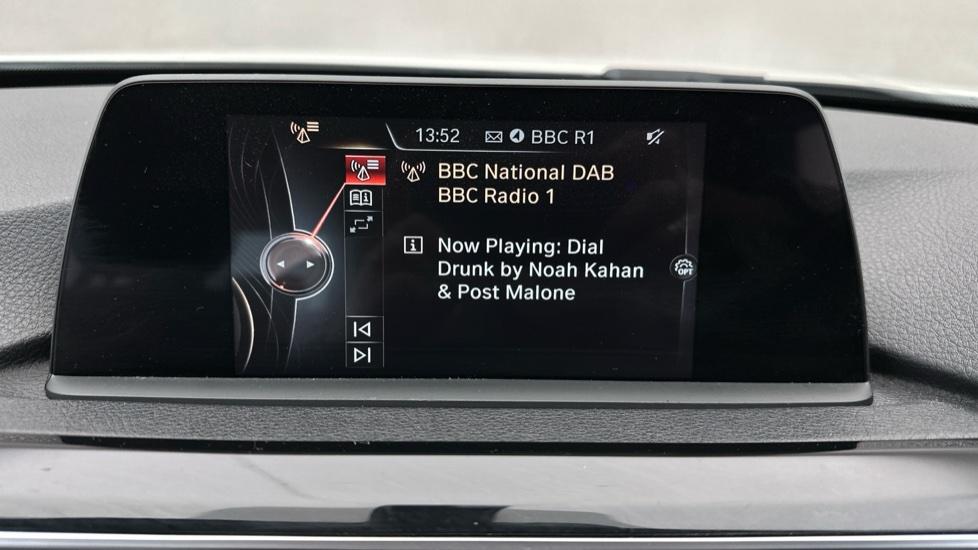 13:52 BBC R1
BBC National DAB
BBC Radio 1
Now Playing: Dial
Drunk by Noah Kahan
& Post Malone
OPT